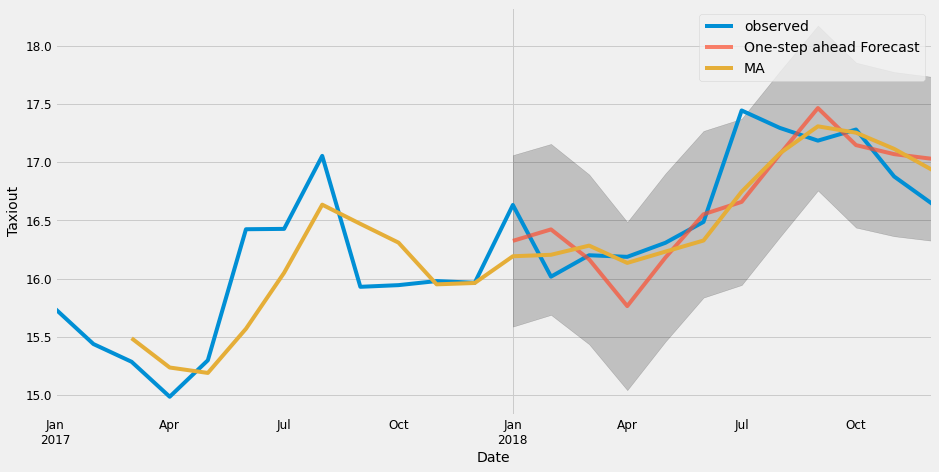 observed
One-step ahead Forecast
MA
18.0
17.5
17.0
16.5
16.0
15.5
15.0
Taxiout
Jan Apr Jul Oct Jan Apr Jul Oct
2017 2018
Date